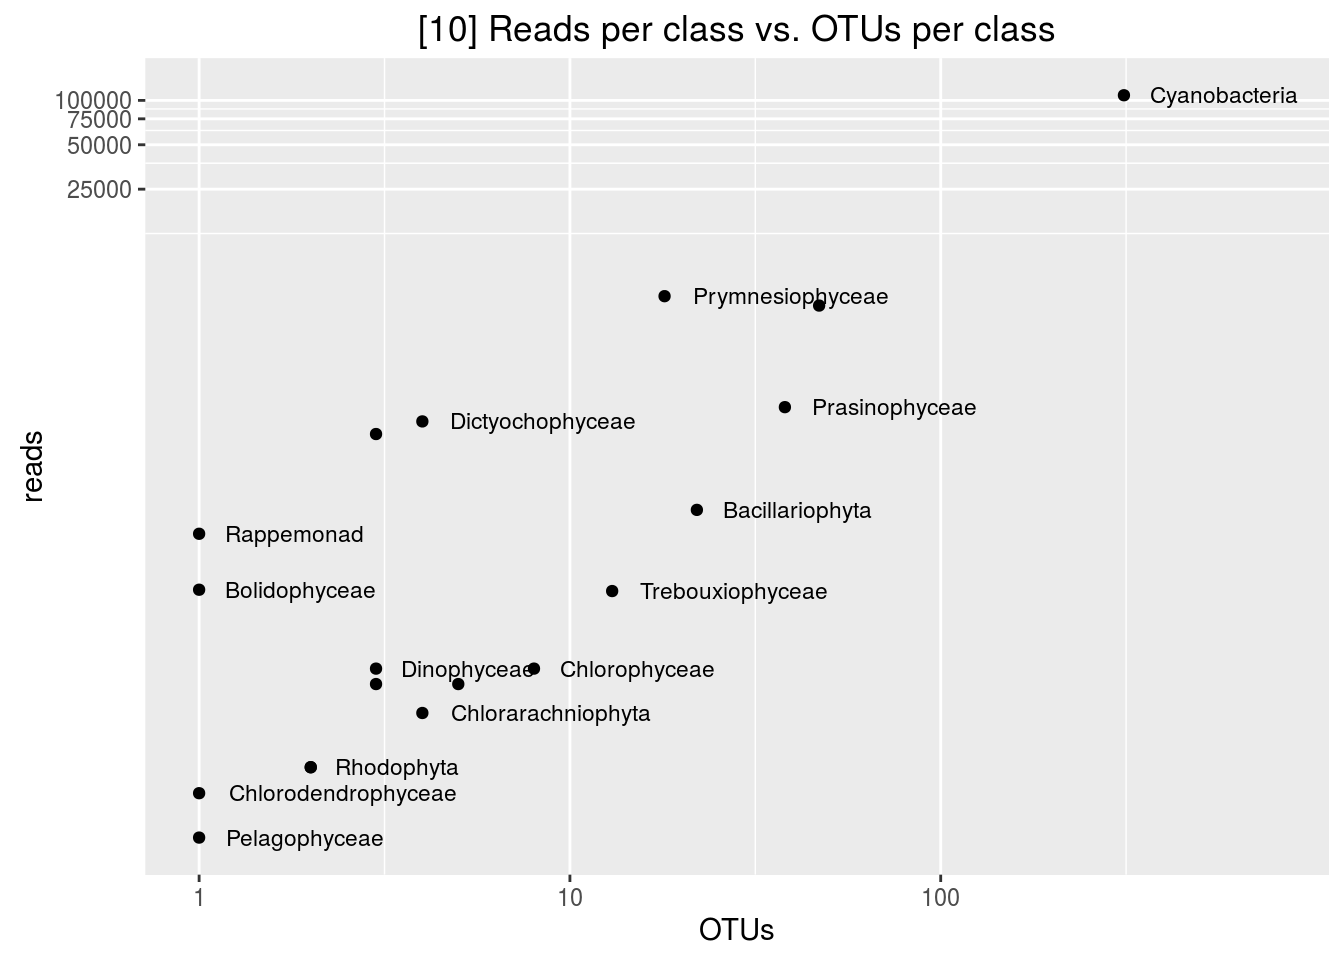 [10] Reads per class vs. OTUs per class
100000
75000
50000
25000
reads
Cyanobacteria
Prymnesiophyceae
Prasinophyceae
Dictyochophyceae
Bacillariophyta
Rappemonad
Bolidophyceae
Trebouxiophyceae
Dinophyceae
Chlorophyceae
Chlorarachniophyta
Rhodophyta
Chlorodendrophyceae
Pelagophyceae
1
10
100
OTUs